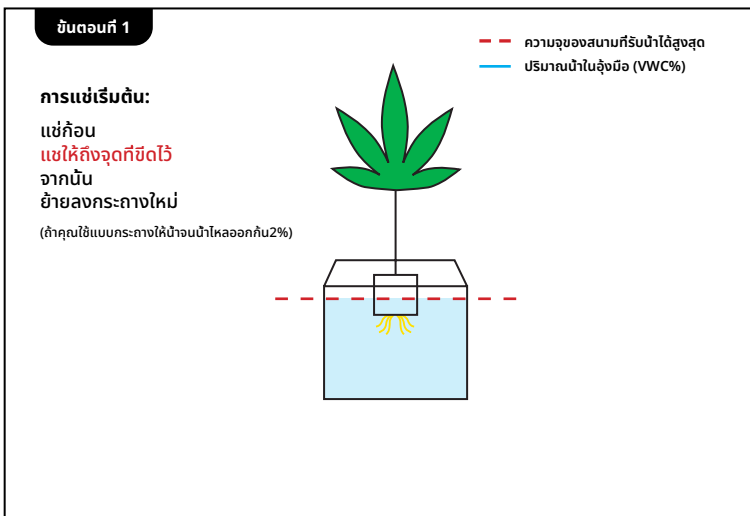 ขันตอนที 1
ความจุของสนามทีรับน้าได้สูงสุด
ปริมาณน้าในอุ้งมือ (VWC%)
การแช่เริมต้น:
แช่ก้อน
แชให้ถึงจุดทีขีดไว้
จากนัน
ย้ายลงกระถางใหม่
(ถ้าคุณใช้แบบกระถางให้น้าจนน้าไหลออกก้น2%)